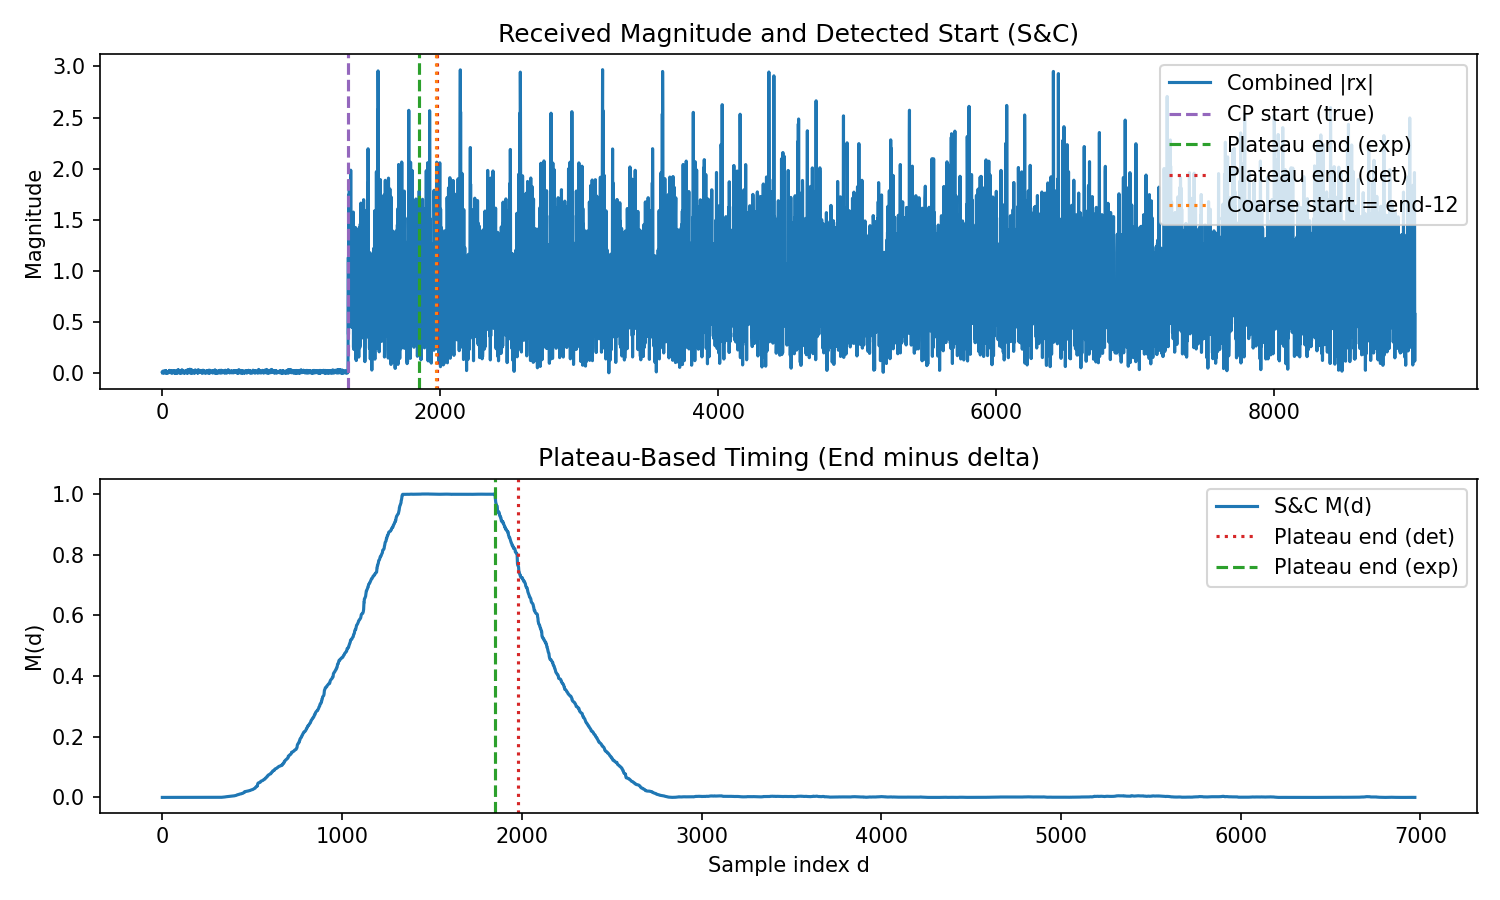 Received Magnitude and Detected Start (S&C)
3.0
2.5
2.0
1.5
1.0
0.5
0.0
Magnitude
Combined |rx|
CP start (true)
Plateau end (exp)
Plateau end (det)
Coarse start = end-12
0 2000 4000 6000 8000
Plateau-Based Timing (End minus delta)
1.0
0.8
0.6
0.4
0.2
0.0
M(d)
S&C M(d)
Plateau end (det)
Plateau end (exp)
0 1000 2000 3000 4000 5000 6000 7000
Sample index d